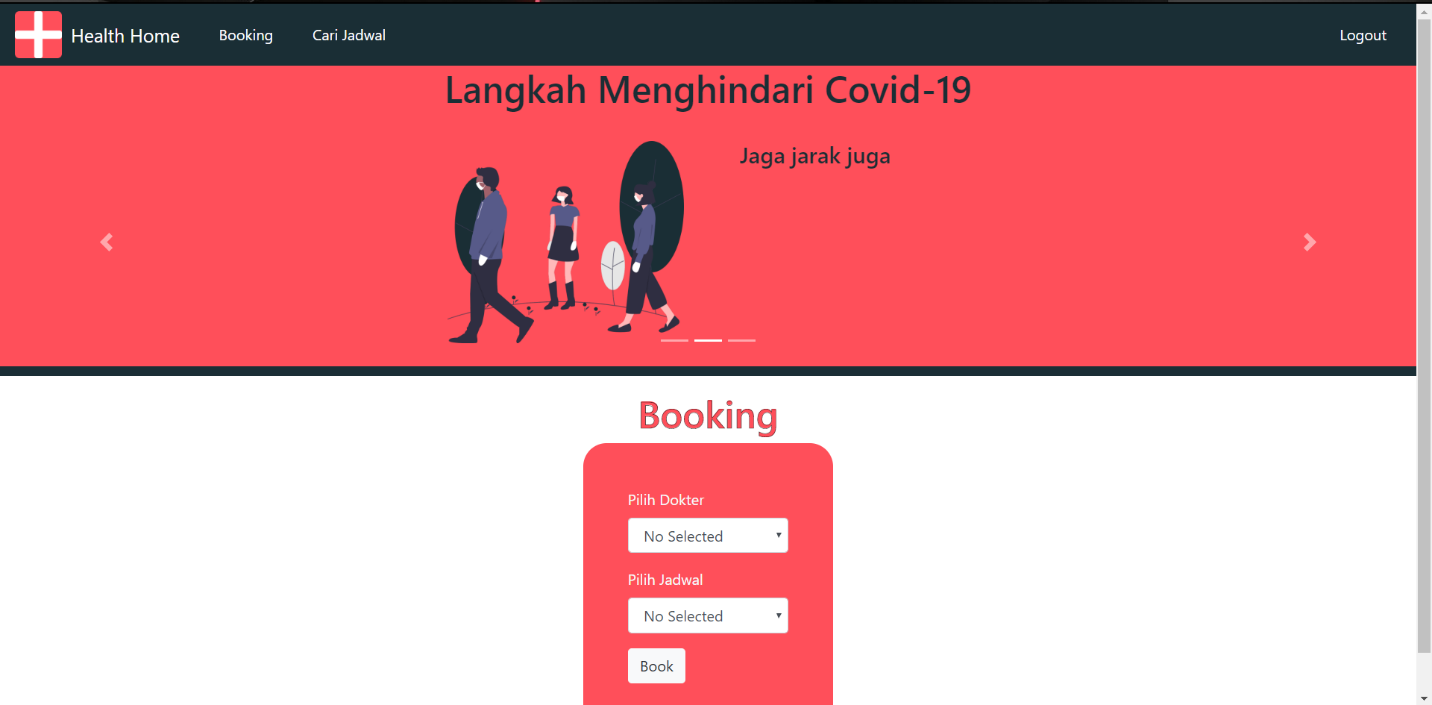 Health Home
Booking
Cari Jadwal
Logout
Langkah Menghindari Covid-19
Jaga jarak juga
Booking
Pilih Dokter
No Selected
Pilih Jadwal
No Selected
Book